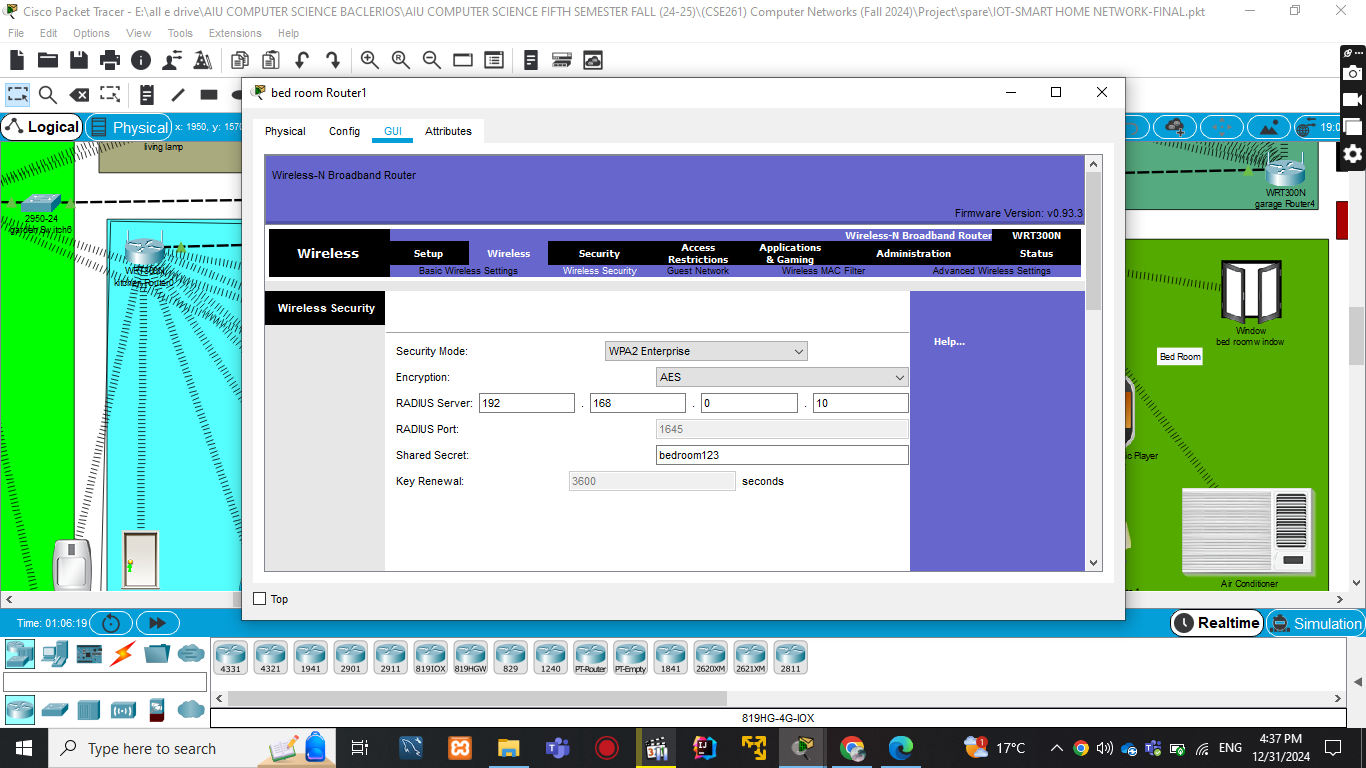 Cisco Packet Tracer - E:\all e drive\AIU COMPUTER SCIENCE BACLERIOS\AIU COMPUTER SCIENCE FIFTH SEMESTER FALL (24-25)\(CSE261) Computer Networks (Fall 2024)\Project\spare\IOT-SMART HOME NETWORK-FINAL.pkt
File Edit Options View Tools Extensions Help
bed room Router1
Logical Physical x: 1950, y: 1570
19:0
Physical Config GUI Attributes
living lamp
Wireless-N Broadband Router
Firmware Version: v0.93.3
WRT300N
garage Router4
2950-24
garden Switch6
Wireless-N Broadband Router WRT300N
Wireless
Setup Wireless Security Access Restrictions Applications & Gaming Administration Status
Basic Wireless Settings Wireless Security Guest Network Wireless MAC Filter Advanced Wireless Settings
WRT300N
kitchen Router0
Wireless Security
Help...
Security Mode: WPA2 Enterprise
Encryption: AES
RADIUS Server: 192 . 168 . 0 . 10
RADIUS Port: 1645
Shared Secret: bedroom123
Key Renewal: 3600 seconds
Window
bed room window
Bed Room
Player
Air Conditioner
Top
Time: 01:06:19
Realtime Simulation
4331 4321 1941 2901 2911 819IOX 819HGW 829 1240 PT-Router PT-Empty 1841 2620XM 2621XM 2811
819HG-4G-IOX
Type here to search
1
17°C
ENG
4:37 PM
12/31/2024